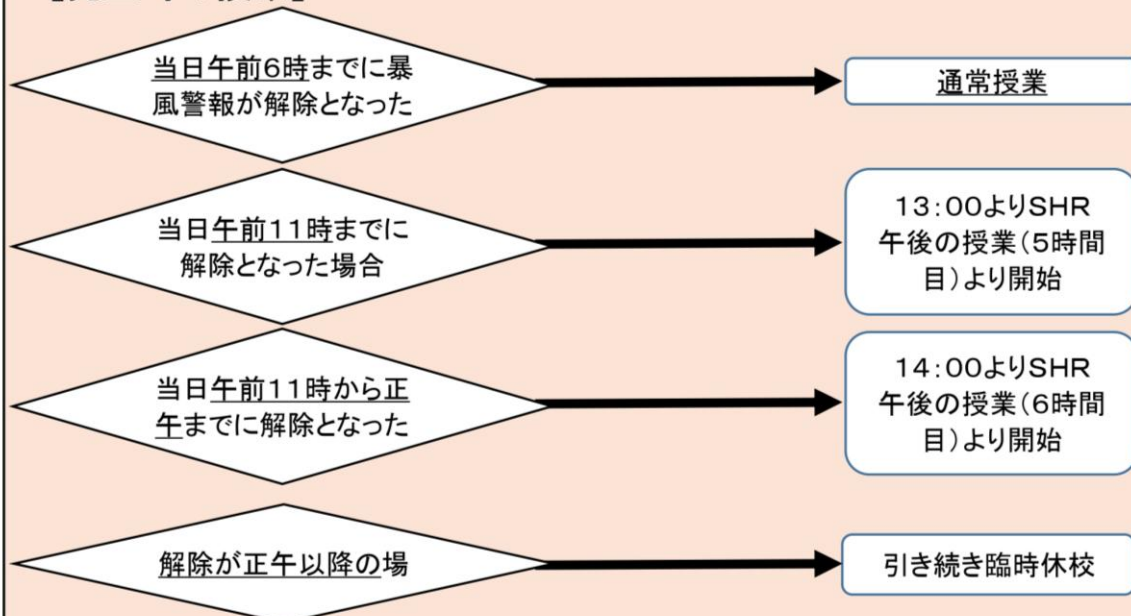 当日午前6時までに暴
風警報が解除となった
通常授業
当日午前11時までに
解除となった場合
13:00よりSHR
午後の授業(5時間
目)より開始
当日午前11時から正
午までに解除となった
14:00よりSHR
午後の授業(6時間
目)より開始
解除が正午以降の場
引き続き臨時休校